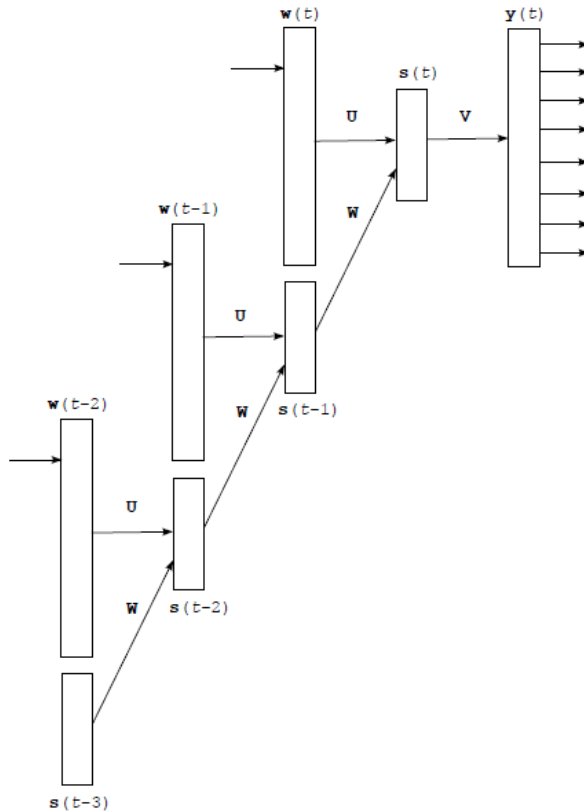 w(t) y(t)
s(t)
U V
w(t-1) W
U
w(t-2) W s(t-1)
U
W s(t-2)
s(t-3)